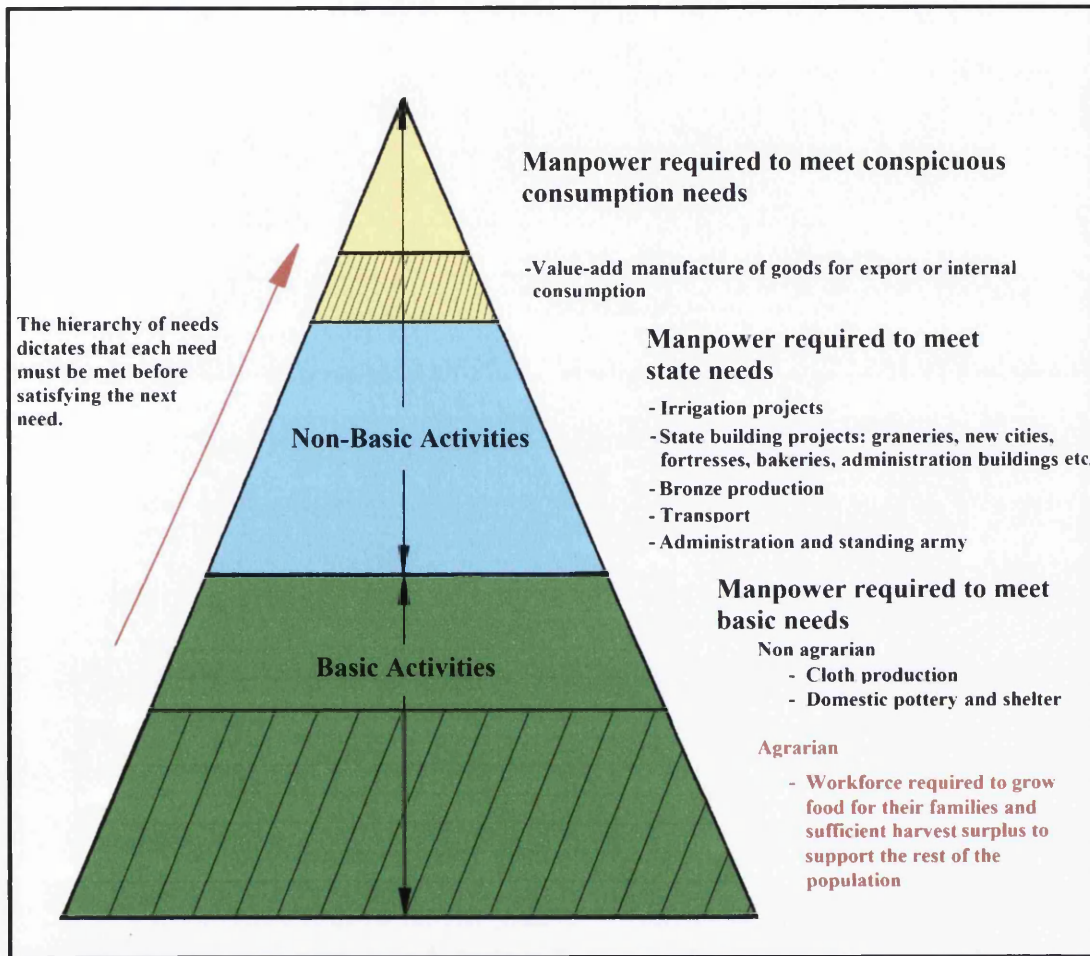 Manpower required to meet conspicuous
consumption needs
-Value-add manufacture of goods for export or internal
consumption
The hierarchy of needs
dictates that each need
must be met before
satisfying the next
need.
Manpower required to meet
state needs
- Irrigation projects
-State building projects: graneries, new cities,
fortresses, bakeries, administration buildings etc
- Bronze production
- Transport
- Administration and standing army
Non-Basic Activities
Manpower required to meet
basic needs
Non agrarian
- Cloth production
- Domestic pottery and shelter
Basic Activities
Agrarian
- Workforce required to grow
food for their families and
sufficient harvest surplus to
support the rest of the
population